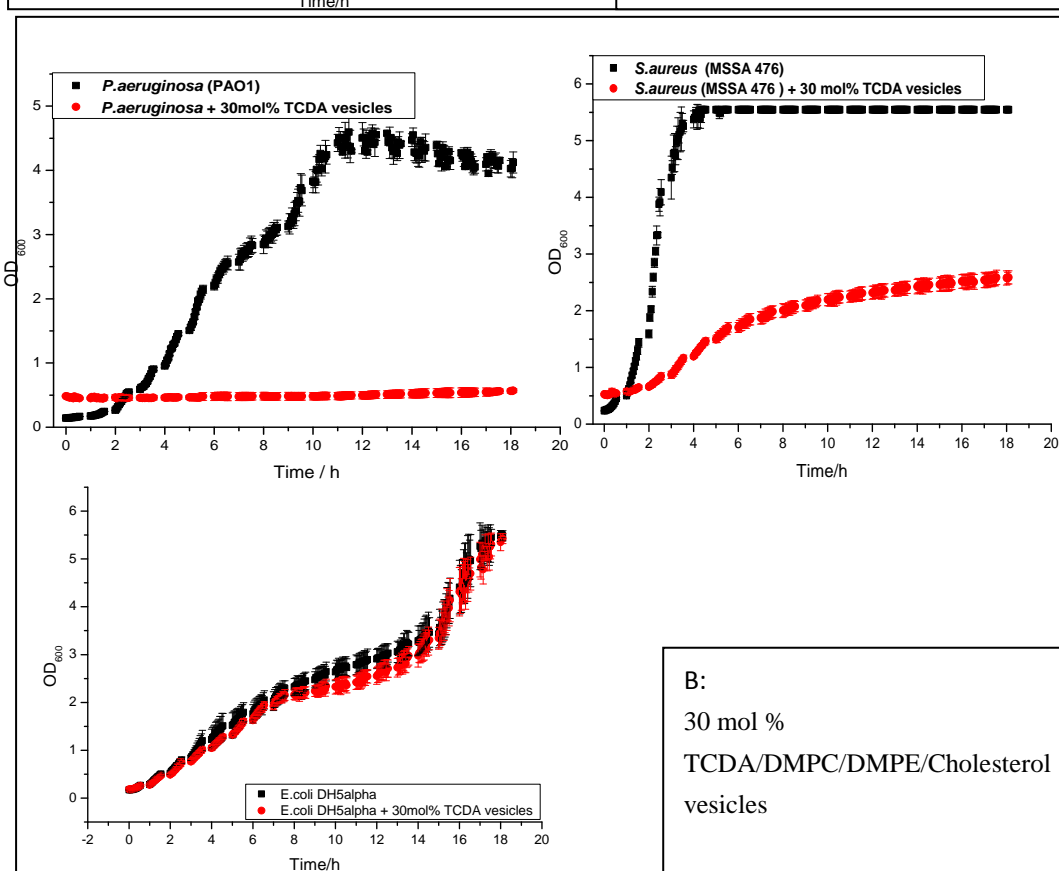 Time/h
P.aeruginosa (PAO1)
P.aeruginosa + 30mol% TCDA vesicles
OD600
5
4
3
2
1
0
0 2 4 6 8 10 12 14 16 18 20
Time / h
S.aureus (MSSA 476)
S.aureus (MSSA 476 ) + 30 mol% TCDA vesicles
OD600
6
5
4
3
2
1
0
0 2 4 6 8 10 12 14 16 18 20
Time/h
OD600
6
5
4
3
2
1
0
E.coli DH5alpha
E.coli DH5alpha + 30mol% TCDA vesicles
-2 0 2 4 6 8 10 12 14 16 18 20
Time/h
B:
30 mol %
TCDA/DMPC/DMPE/Cholesterol
vesicles